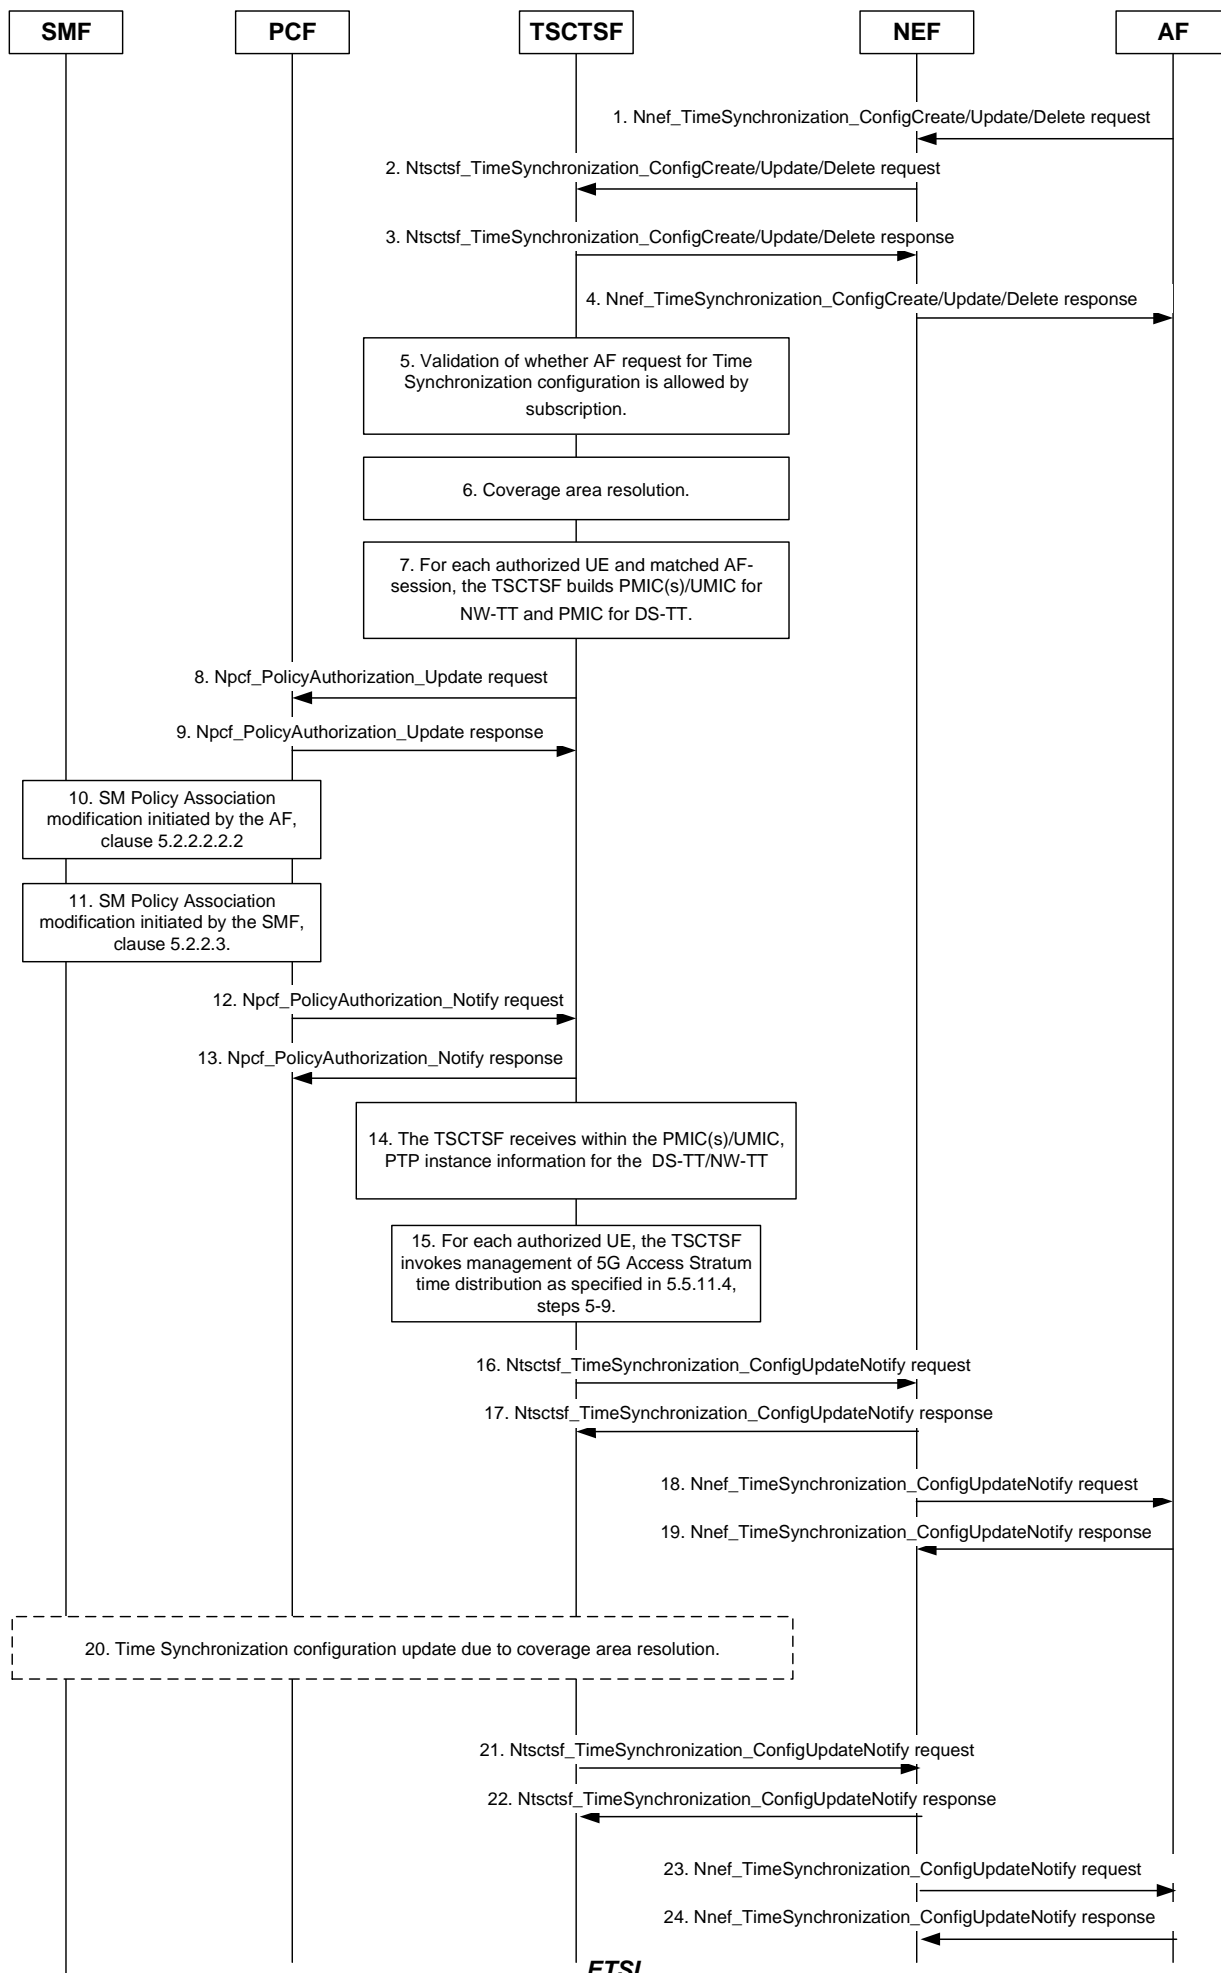 SMF
PCF
TSCTSF
NEF
AF
1. Nnef_TimeSynchronization_ConfigCreate/Update/Delete request
2. Ntsctsf_TimeSynchronization_ConfigCreate/Update/Delete request
3. Ntsctsf_TimeSynchronization_ConfigCreate/Update/Delete response
4. Nnef_TimeSynchronization_ConfigCreate/Update/Delete response
5. Validation of whether AF request for Time
Synchronization configuration is allowed by
subscription.
6. Coverage area resolution.
7. For each authorized UE and matched AF-
session, the TSCTSF builds PMIC(s)/UMIC for
NW-TT and PMIC for DS-TT.
8. Npcf_PolicyAuthorization_Update request
9. Npcf_PolicyAuthorization_Update response
10. SM Policy Association
modification initiated by the AF,
clause 5.2.2.2.2.2
11. SM Policy Association
modification initiated by the SMF,
clause 5.2.2.3.
12. Npcf_PolicyAuthorization_Notify request
13. Npcf_PolicyAuthorization_Notify response
14. The TSCTSF receives within the PMIC(s)/UMIC,
PTP instance information for the  DS-TT/NW-TT
15. For each authorized UE, the TSCTSF
invokes management of 5G Access Stratum
time distribution as specified in 5.5.11.4,
steps 5-9.
16. Ntsctsf_TimeSynchronization_ConfigUpdateNotify request
17. Ntsctsf_TimeSynchronization_ConfigUpdateNotify response
18. Nnef_TimeSynchronization_ConfigUpdateNotify request
19. Nnef_TimeSynchronization_ConfigUpdateNotify response
20. Time Synchronization configuration update due to coverage area resolution.
21. Ntsctsf_TimeSynchronization_ConfigUpdateNotify request
22. Ntsctsf_TimeSynchronization_ConfigUpdateNotify response
23. Nnef_TimeSynchronization_ConfigUpdateNotify request
24. Nnef_TimeSynchronization_ConfigUpdateNotify response
ETSI